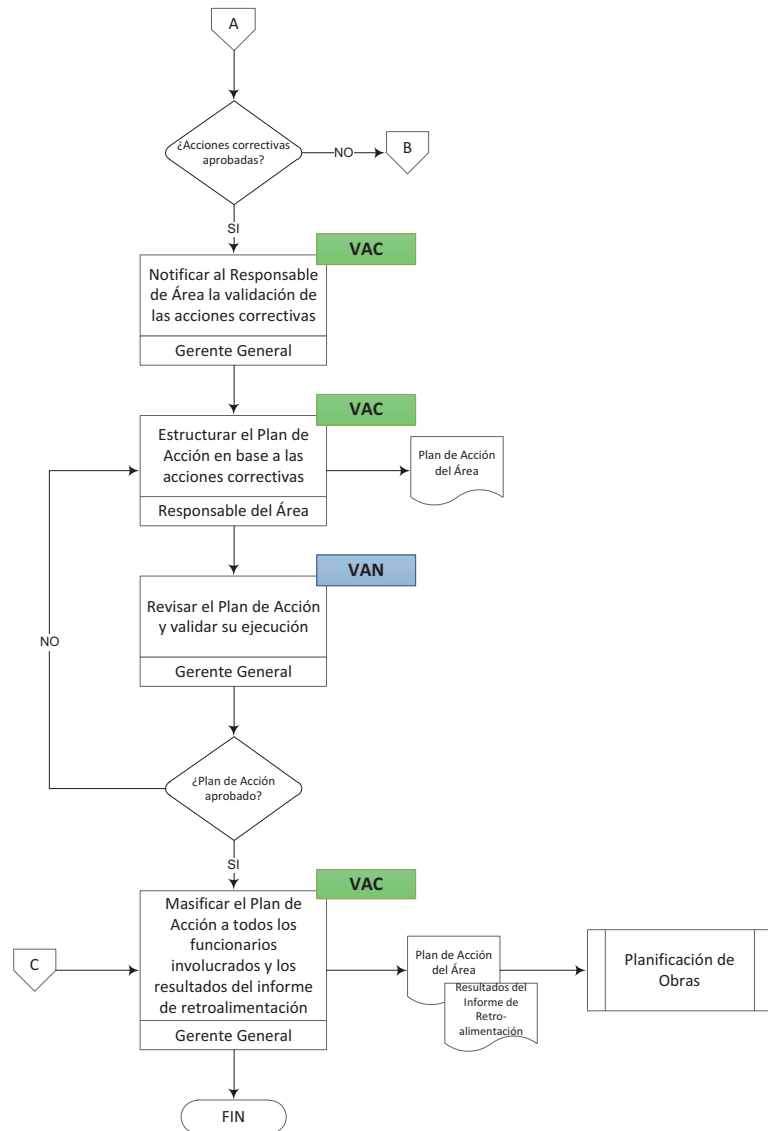 A
¿Acciones correctivas
aprobadas?
NO
B
SI
VAC
Notificar al Responsable
de Área la validación de
las acciones correctivas
Gerente General
VAC
Estructurar el Plan de
Acción en base a las
acciones correctivas
Plan de Acción
del Área
Responsable del Área
VAN
Revisar el Plan de Acción
y validar su ejecución
NO
Gerente General
¿Plan de Acción
aprobado?
SI
VAC
Masificar el Plan de
Acción a todos los
funcionarios
involucrados y los
resultados del informe
de retroalimentación
C
Plan de Acción
del Área
Resultados del
Informe de
Retro-
alimentación
Planificación de
Obras
Gerente General
FIN